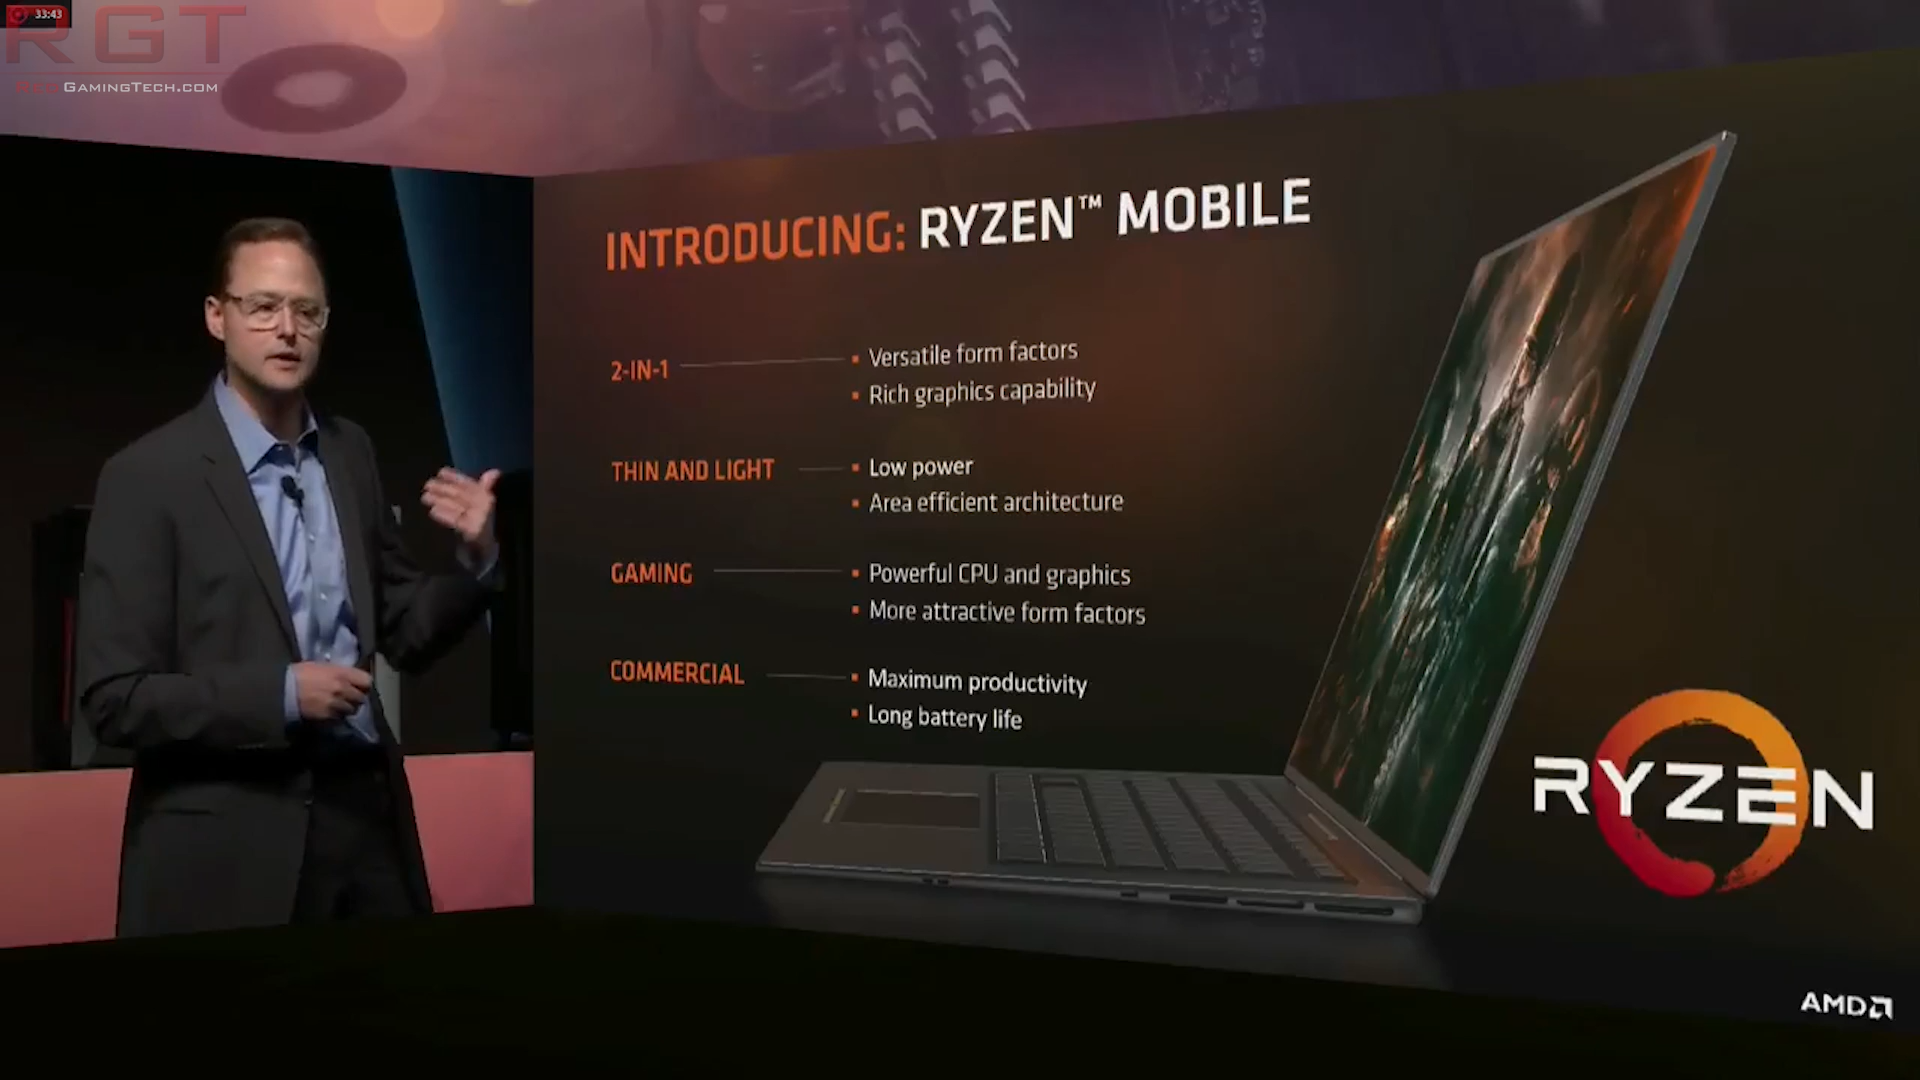 33:43
RGT
REDGAMINGTECH.COM
INTRODUCING: RYZEN™ MOBILE
2-IN-1
▪ Versatile form factors
▪ Rich graphics capability
THIN AND LIGHT
▪ Low power
▪ Area efficient architecture
GAMING
▪ Powerful CPU and graphics
▪ More attractive form factors
COMMERCIAL
▪ Maximum productivity
▪ Long battery life
RYZEN
AMD